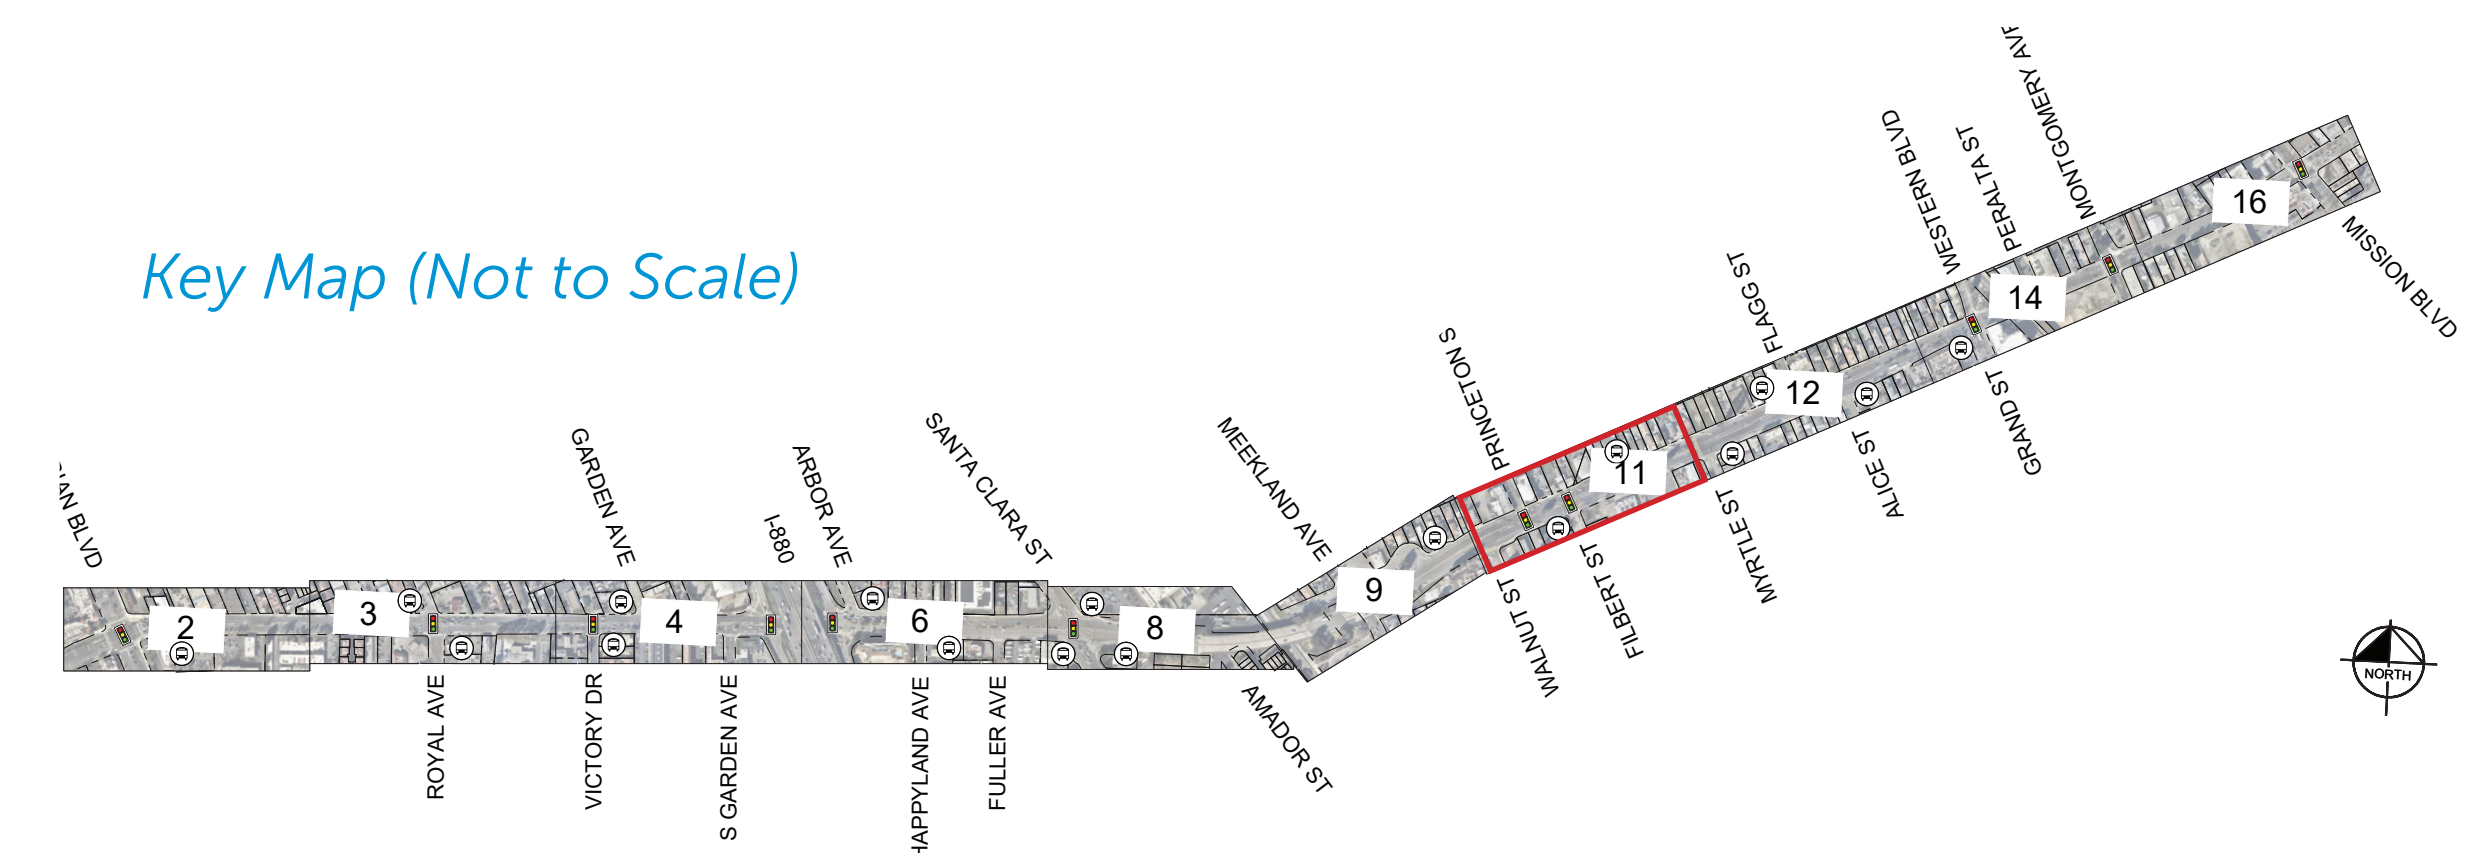 Key Map (Not to Scale)
IAN BLVD
GARDEN AVE
I-880
ARBOR AVE
SANTA CLARA ST
MEEKLAND AVE
PRINCETON S
FLAGG ST
WESTERN BLVD
PERALTA ST
MONTGOMERY AVE
2
3
4
6
8
9
11
12
14
16
ROYAL AVE
VICTORY DR
S GARDEN AVE
HAPPYLAND AVE
FULLER AVE
AMADOR ST
WALNUT ST
FILBERT ST
MYRTLE ST
ALICE ST
GRAND ST
MISSION BLVD
NORTH